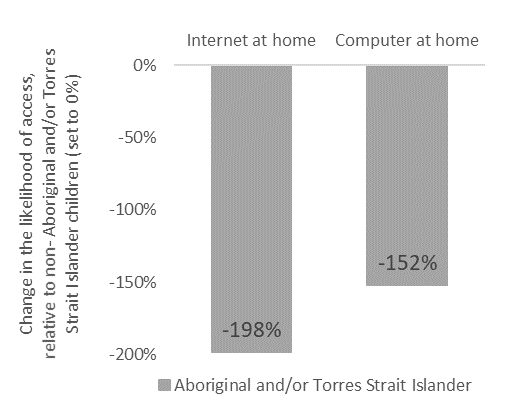 Internet at home
Computer at home
Change in the likelihood of access,
relative to non- Aboriginal and/or Torres
Strait Islander children (set to 0%)
0%
-50%
-100%
-150%
-200%
-198%
-152%
Aboriginal and/or Torres Strait Islander